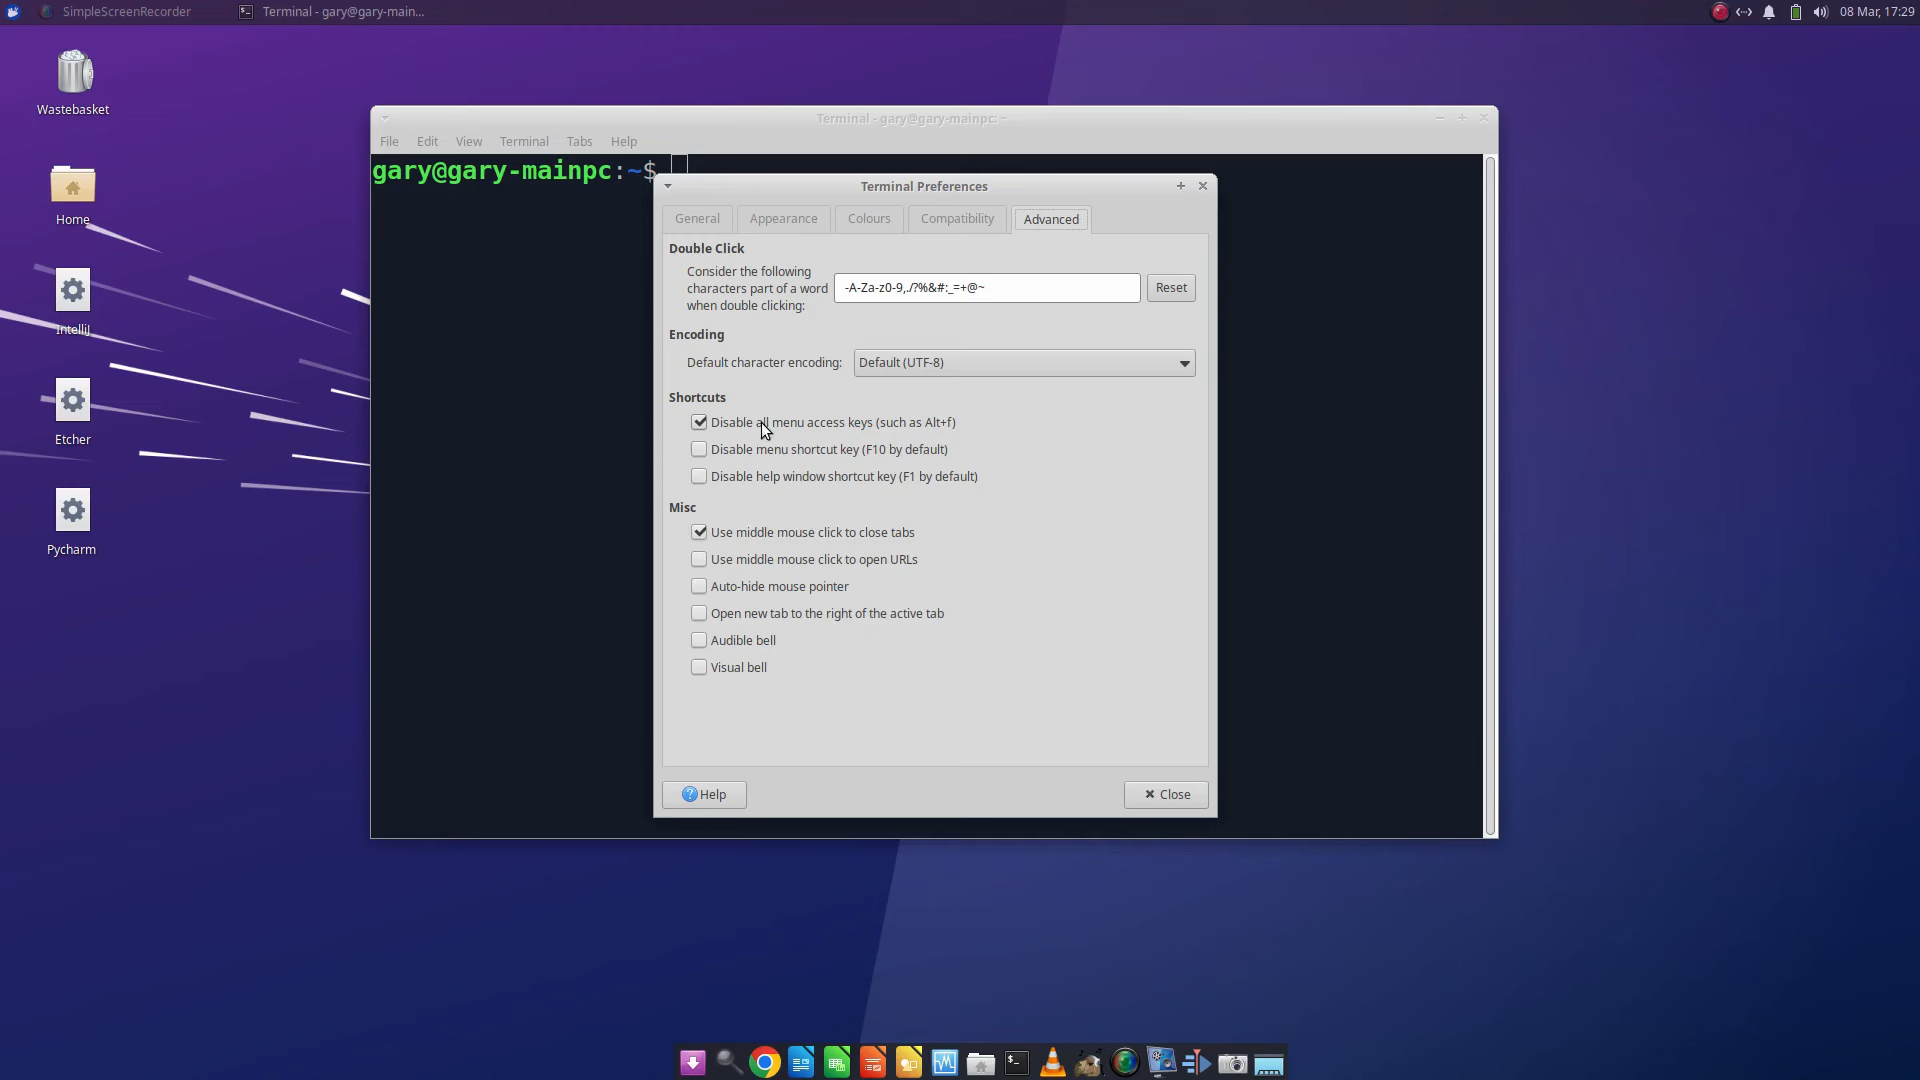 SimpleScreenRecorder
Terminal - gary@gary-main...
08 Mar, 17:29
Wastebasket
Home
IntelliJ
Etcher
Pycharm
Terminal - gary@gary-mainpc: ~
File Edit View Terminal Tabs Help
gary@gary-mainpc:~$
Terminal Preferences
General Appearance Colours Compatibility Advanced
Double Click
Consider the following
characters part of a word
when double clicking:
-A-Za-z0-9,./?%&#:_=+@~
Reset
Encoding
Default character encoding: Default (UTF-8)
Shortcuts
Disable all menu access keys (such as Alt+f)
Disable menu shortcut key (F10 by default)
Disable help window shortcut key (F1 by default)
Misc
Use middle mouse click to close tabs
Use middle mouse click to open URLs
Auto-hide mouse pointer
Open new tab to the right of the active tab
Audible bell
Visual bell
Help
Close